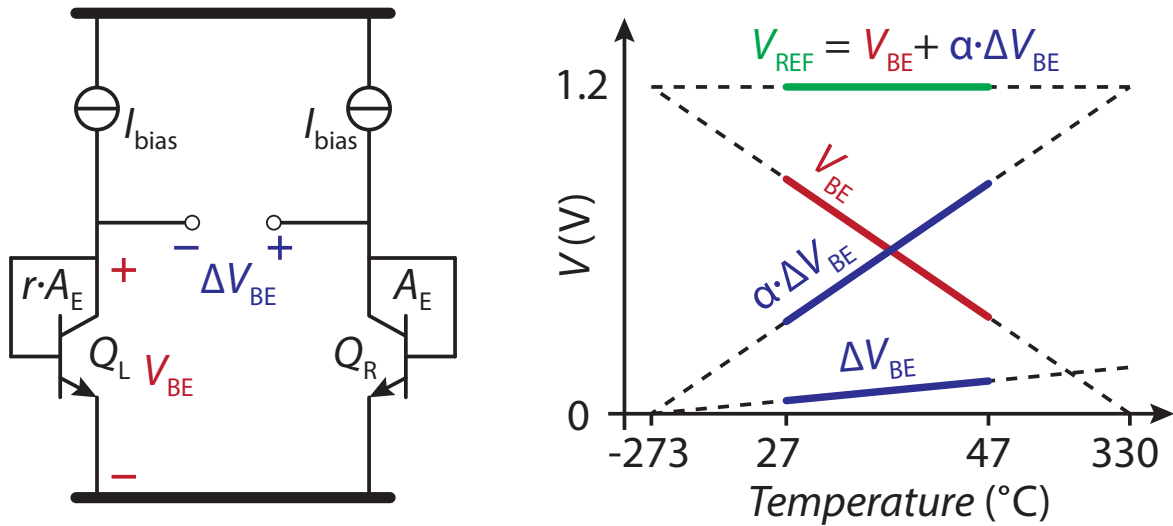 I_bias
I_bias
− +
ΔV_BE
r·A_E
+
A_E
Q_L
V_BE
Q_R
−
V_REF = V_BE + α·ΔV_BE
1.2
V_BE
V (V)
α·ΔV_BE
ΔV_BE
0
-273 27 47 330
Temperature (°C)